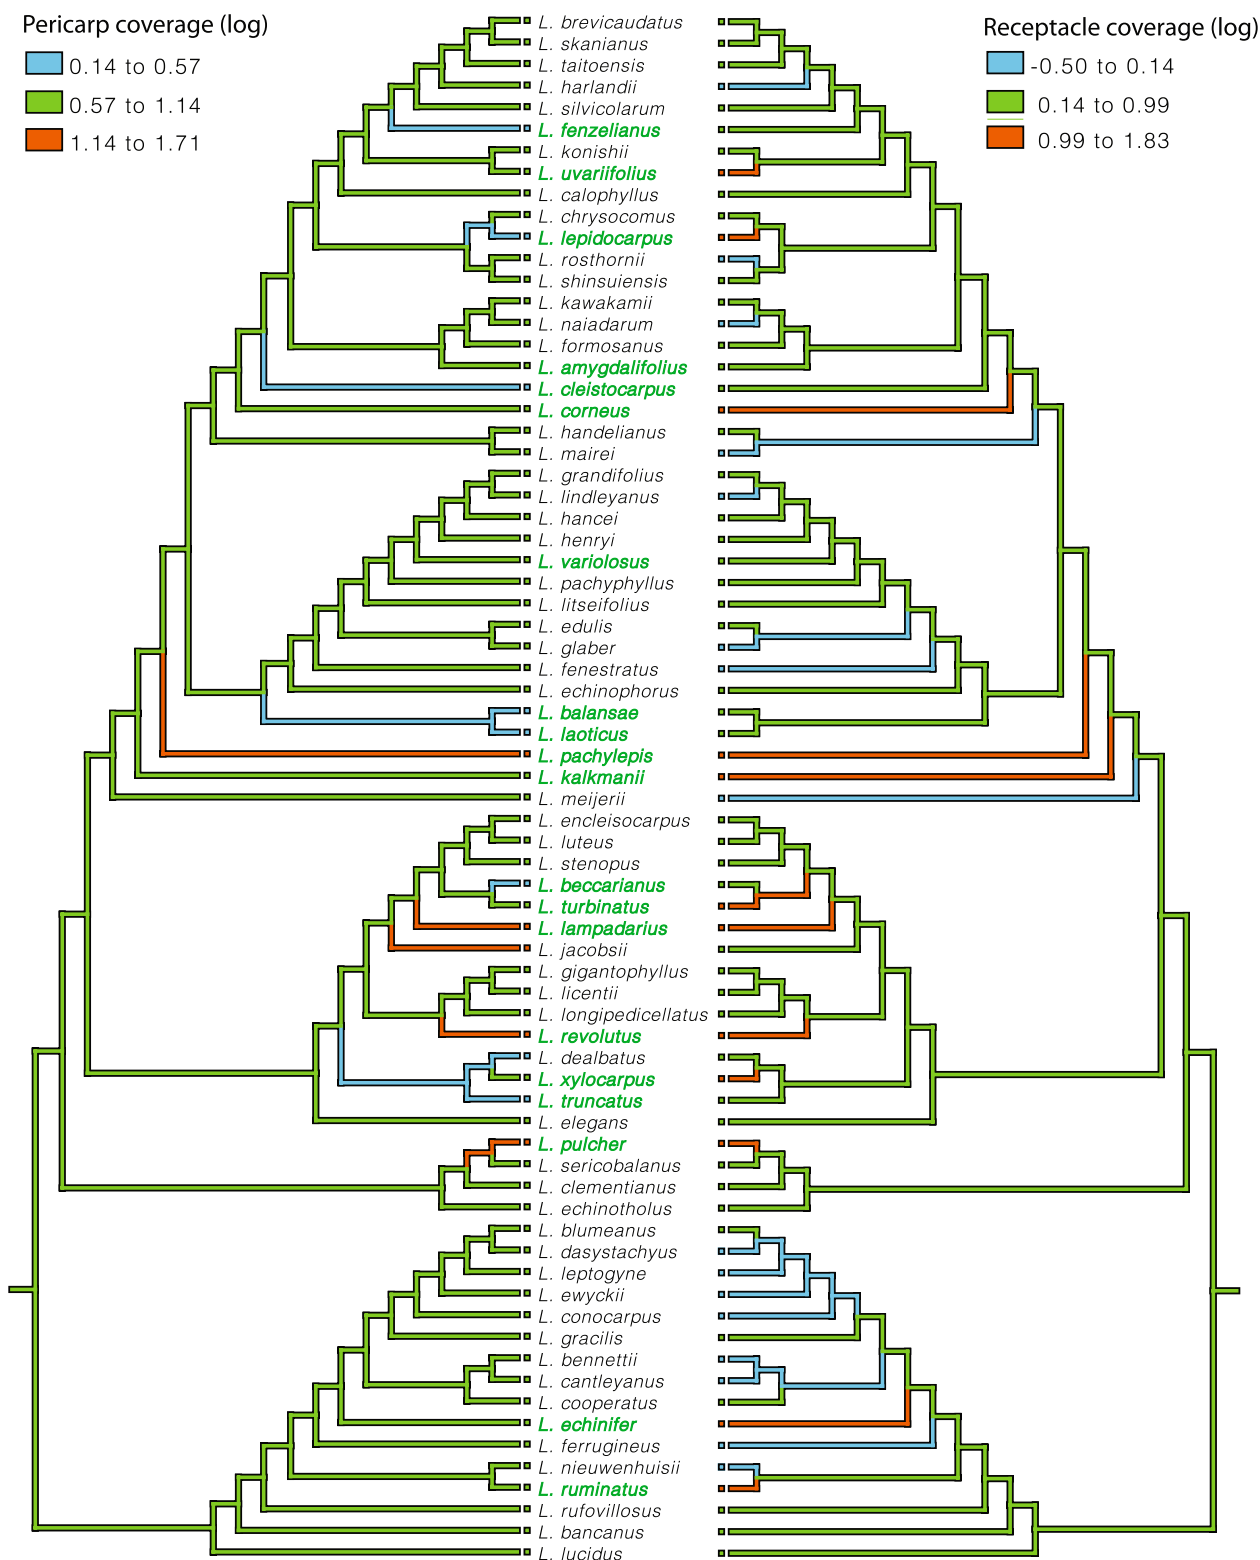 Pericarp coverage (log)
0.14 to 0.57
0.57 to 1.14
1.14 to 1.71
Receptacle coverage (log)
-0.50 to 0.14
0.14 to 0.99
0.99 to 1.83
L. brevicaudatus
L. skanianus
L. taitoensis
L. harlandii
L. silvicolarum
L. fenzelianus
L. konishii
L. uvariifolius
L. calophyllus
L. chrysocomus
L. lepidocarpus
L. rosthornii
L. shinsuiensis
L. kawakamii
L. naiadarum
L. formosanus
L. amygdalifolius
L. cleistocarpus
L. corneus
L. handelianus
L. mairei
L. grandifolius
L. lindleyanus
L. hancei
L. henryi
L. variolosus
L. pachyphyllus
L. litseifolius
L. edulis
L. glaber
L. fenestratus
L. echinophorus
L. balansae
L. laoticus
L. pachylepis
L. kalkmanii
L. meijerii
L. encleisocarpus
L. luteus
L. stenopus
L. beccarianus
L. turbinatus
L. lampadarius
L. jacobsii
L. gigantophyllus
L. licentii
L. longipedicellatus
L. revolutus
L. dealbatus
L. xylocarpus
L. truncatus
L. elegans
L. pulcher
L. sericobalanus
L. clementianus
L. echinotholus
L. blumeanus
L. dasystachyus
L. leptogyne
L. ewyckii
L. conocarpus
L. gracilis
L. bennettii
L. cantleyanus
L. cooperatus
L. echinifer
L. ferrugineus
L. nieuwenhuisii
L. ruminatus
L. rufovillosus
L. bancanus
L. lucidus